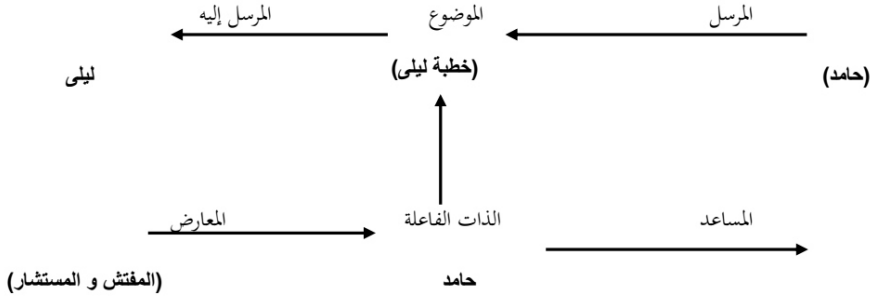 المرسل الموضوع المرسل إليه
(حامد) (خطبة ليلى) ليلى
المساعد الذات الفاعلة المعارض
حامد (المفتش و المستشار)